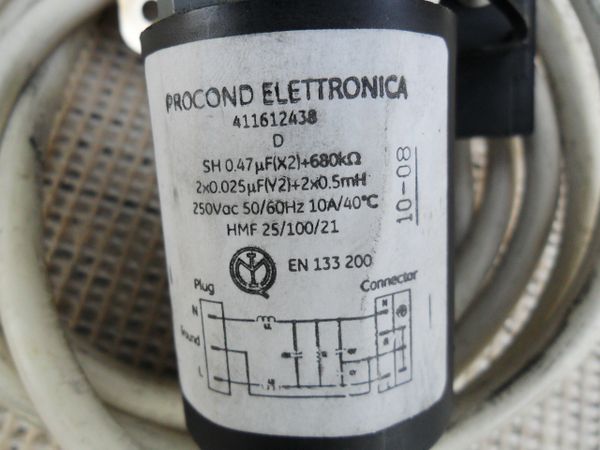 PROCOND ELETTRONICA
411612438
D
SH 0.47µF(X2)+680kΩ
2x0.025µF(Y2)+2x0.5mH
250Vac 50/60Hz 10A/40°C
HMF 25/100/21
10-08
EN 133 200
Plug
Connector
N
N
Ground
L